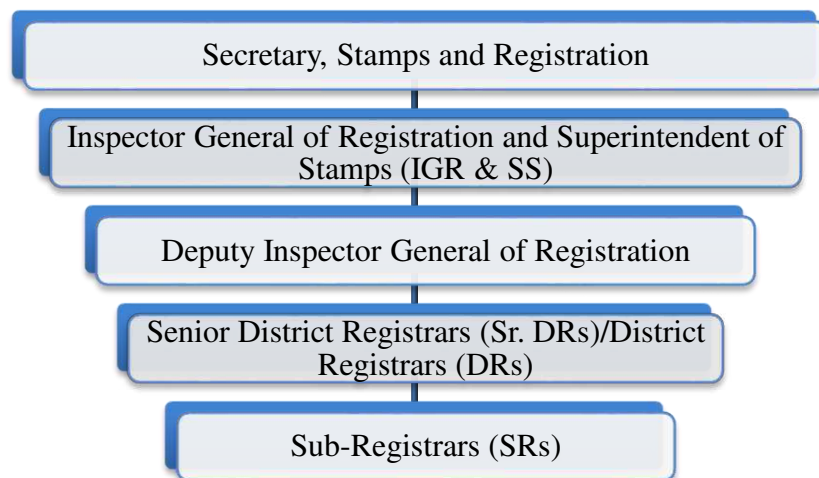 Secretary, Stamps and Registration
Inspector General of Registration and Superintendent of
Stamps (IGR & SS)
Deputy Inspector General of Registration
Senior District Registrars (Sr. DRs)/District
Registrars (DRs)
Sub-Registrars (SRs)